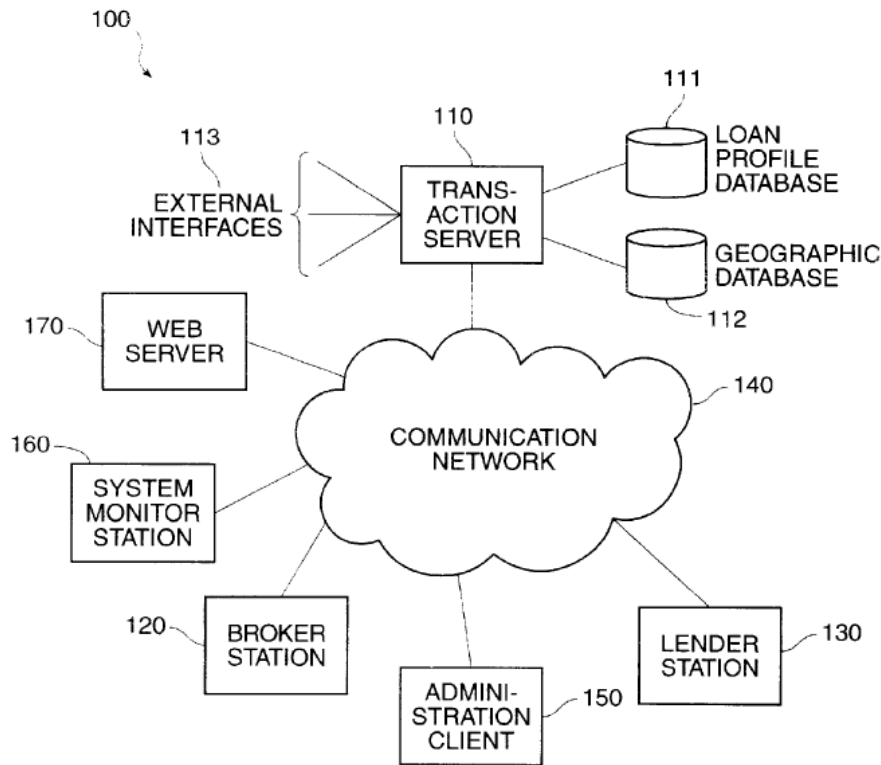 100
113
EXTERNAL
INTERFACES
110
TRANS-
ACTION
SERVER
111
LOAN
PROFILE
DATABASE
GEOGRAPHIC
DATABASE
112
170
WEB
SERVER
140
COMMUNICATION
NETWORK
160
SYSTEM
MONITOR
STATION
120
BROKER
STATION
ADMINI-
STRATION
CLIENT
150
LENDER
STATION
130